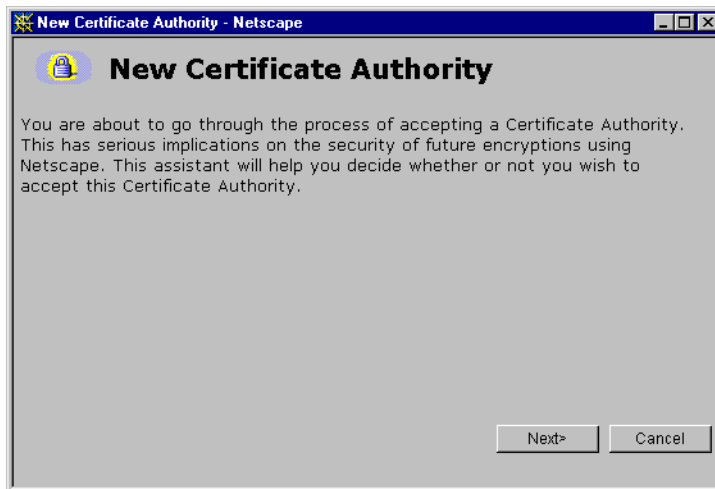 New Certificate Authority - Netscape
New Certificate Authority
You are about to go through the process of accepting a Certificate Authority.
This has serious implications on the security of future encryptions using
Netscape. This assistant will help you decide whether or not you wish to
accept this Certificate Authority.
Next> Cancel